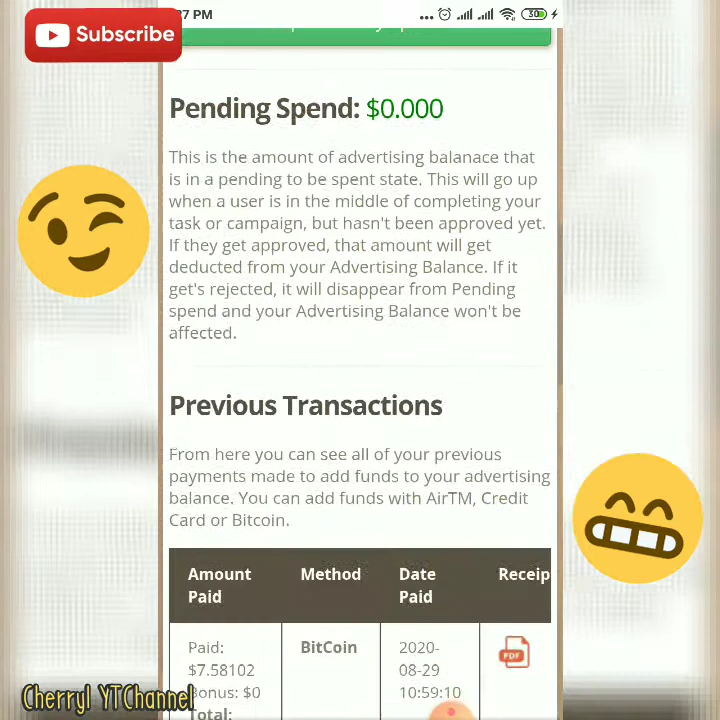 Subscribe
27 PM
30
Pending Spend: $0.000
This is the amount of advertising balanace that
is in a pending to be spent state. This will go up
when a user is in the middle of completing your
task or campaign, but hasn't been approved yet.
If they get approved, that amount will get
deducted from your Advertising Balance. If it
get's rejected, it will disappear from Pending
spend and your Advertising Balance won't be
affected.
Previous Transactions
From here you can see all of your previous
payments made to add funds to your advertising
balance. You can add funds with AirTM, Credit
Card or Bitcoin.
Amount Method Date Receip
Paid Paid
Paid: BitCoin 2020-
$7.58102 08-29
Bonus: $0 10:59:10
Total:
PDF
Cherryl YTChannel